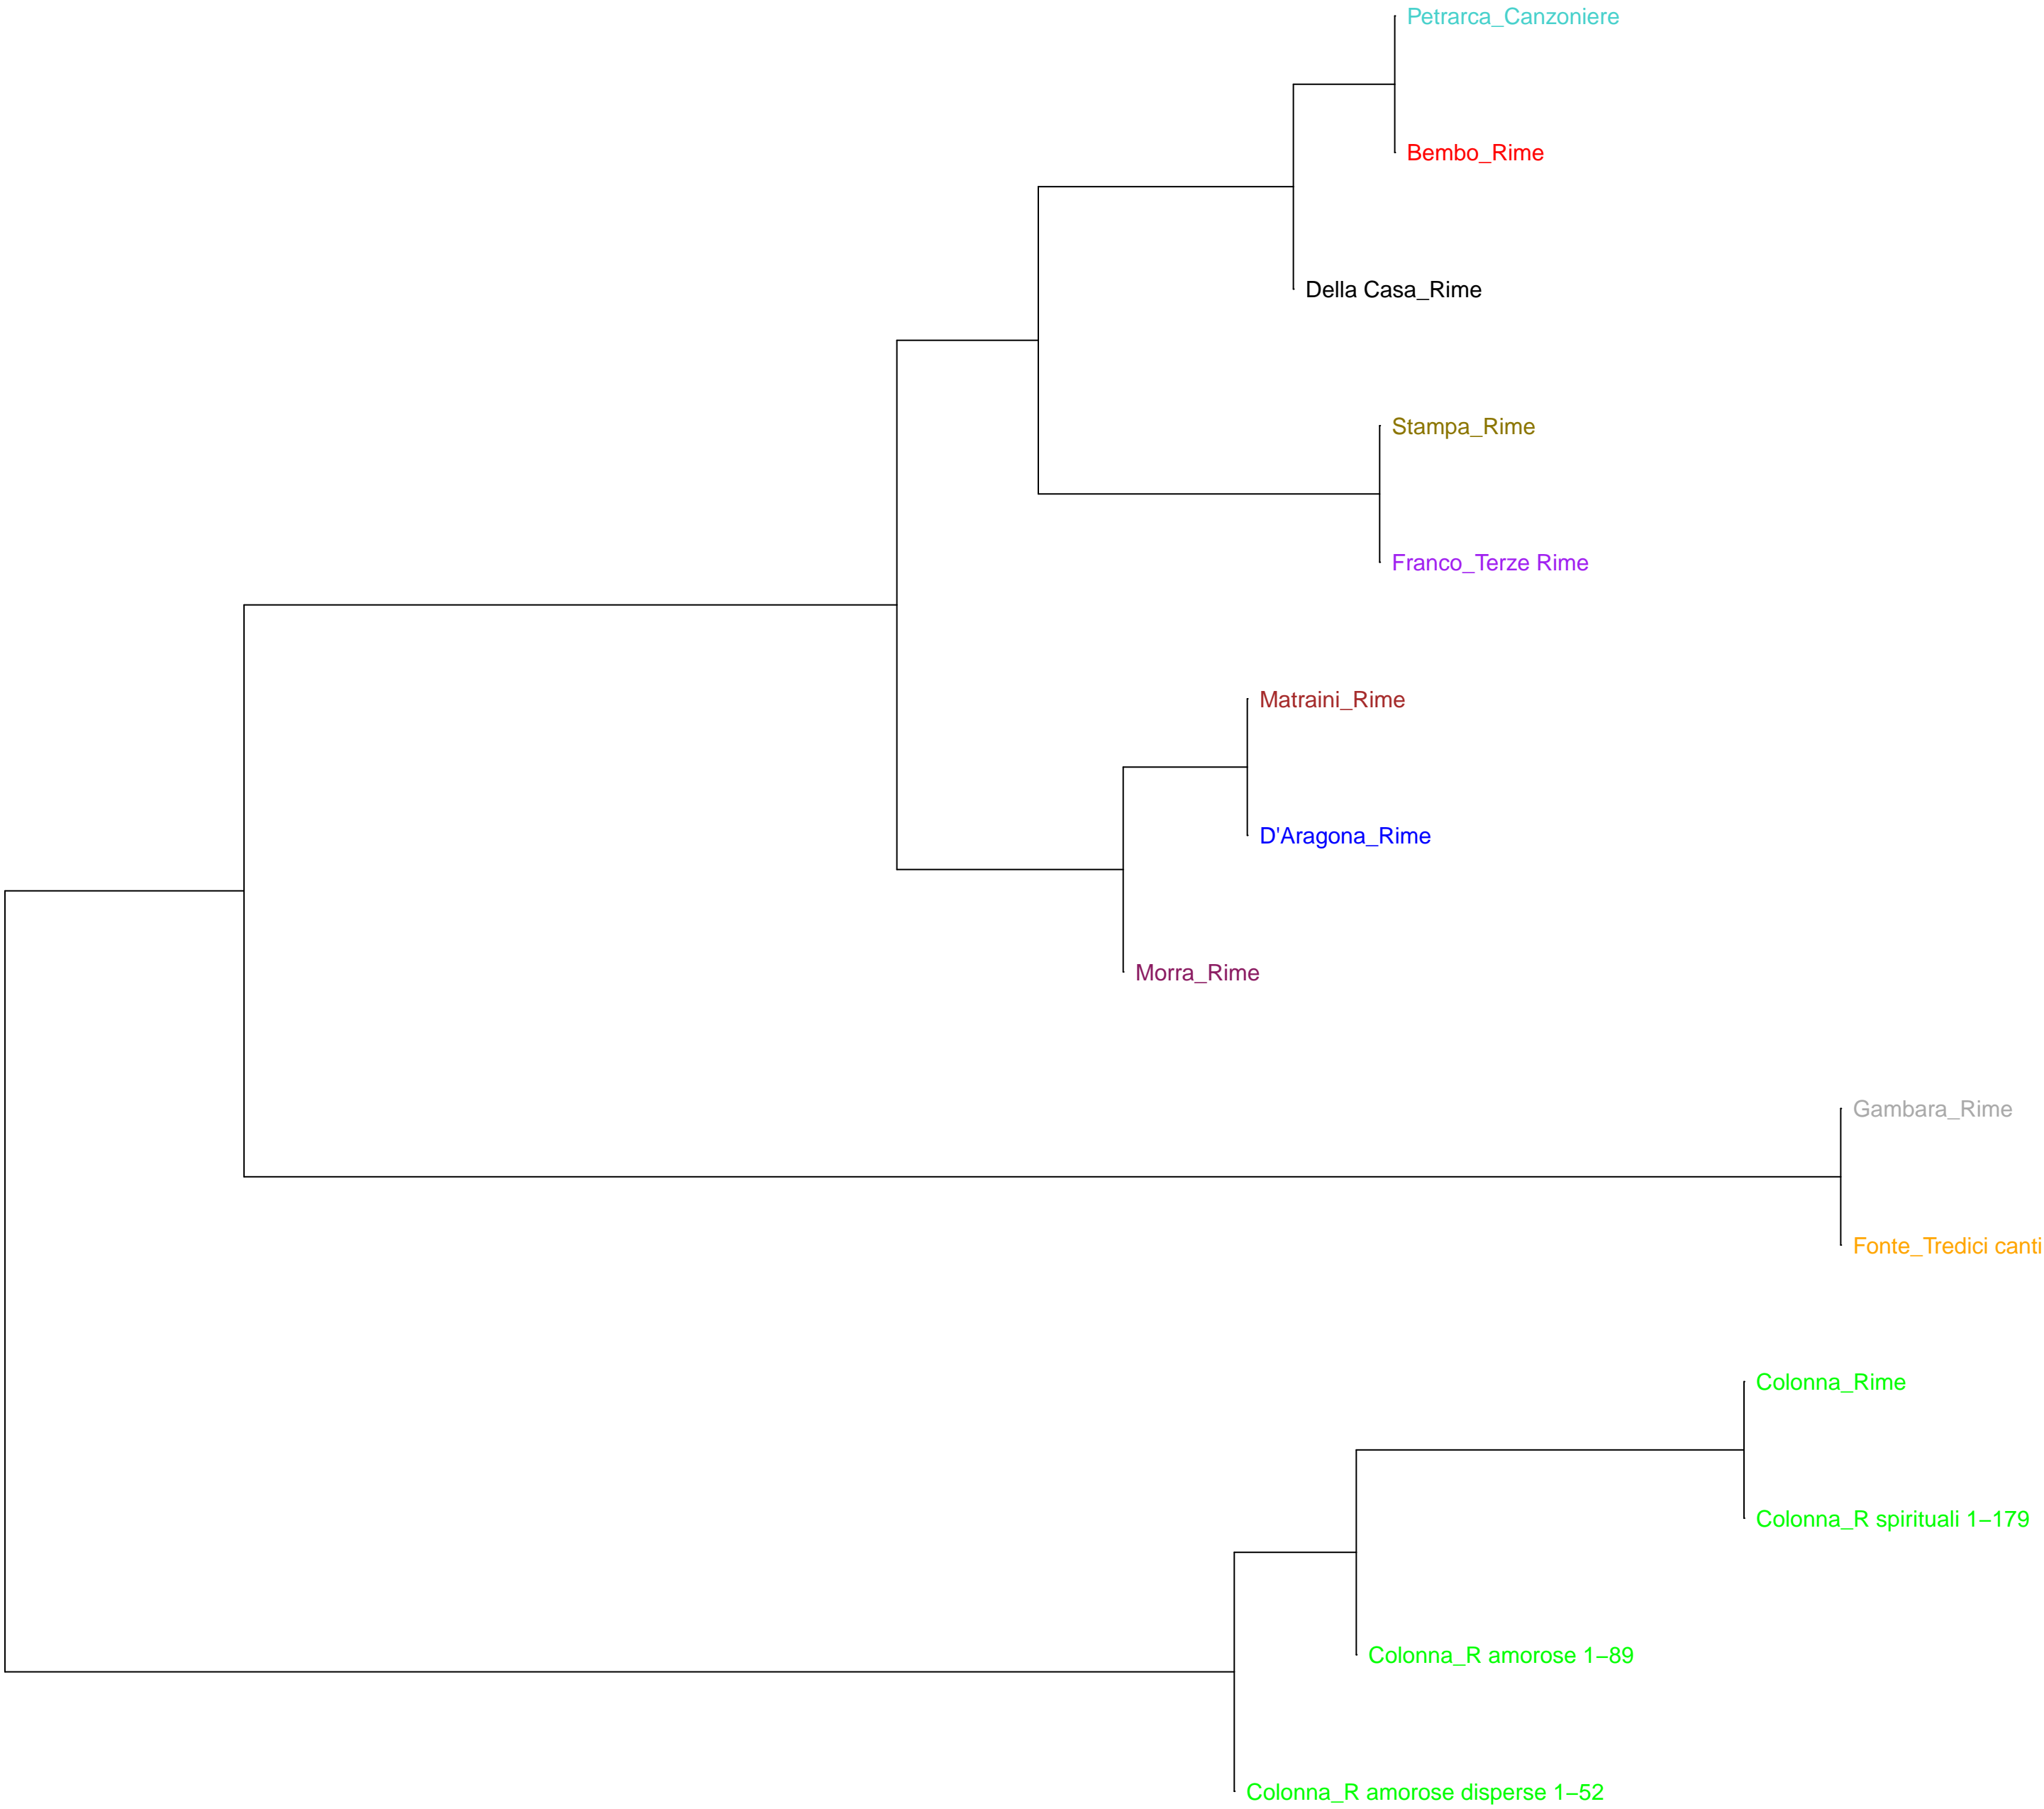 Petrarca_Canzoniere
Bembo_Rime
Della Casa_Rime
Stampa_Rime
Franco_Terze Rime
Matraini_Rime
D'Aragona_Rime
Morra_Rime
Gambara_Rime
Fonte_Tredici canti
Colonna_Rime
Colonna_R spirituali 1−179
Colonna_R amorose 1−89
Colonna_R amorose disperse 1−52